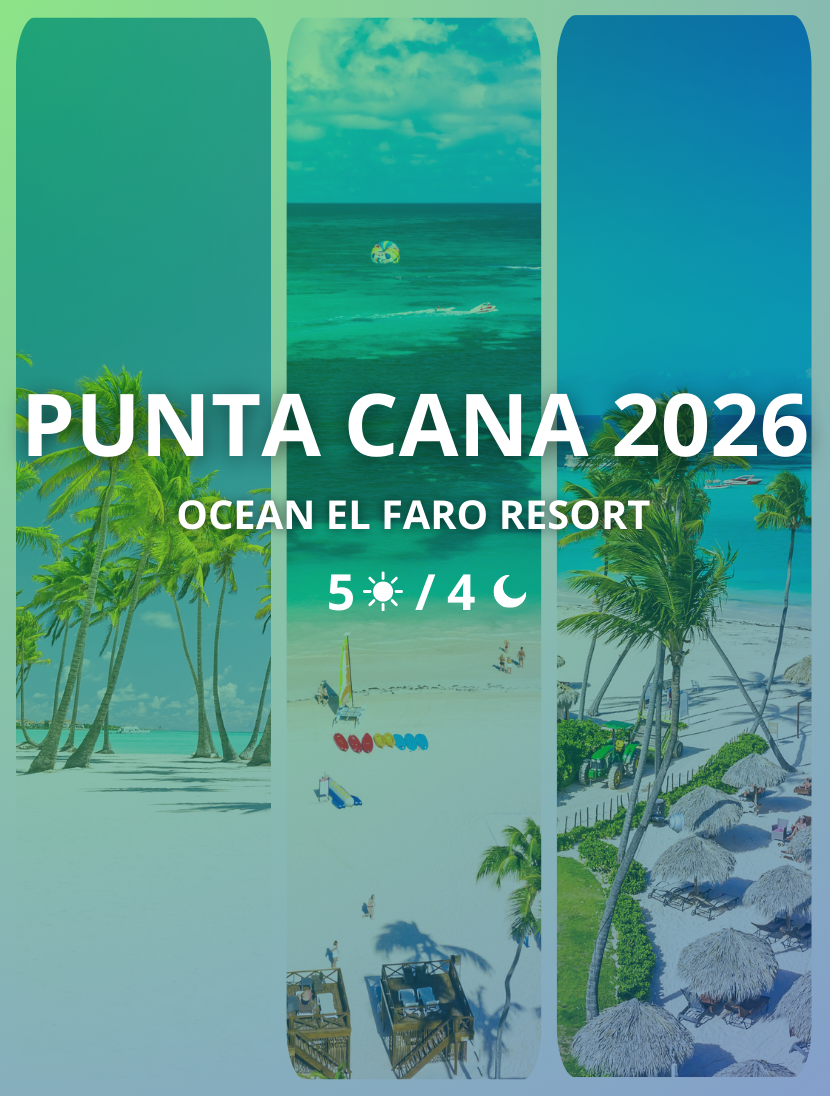 PUNTA CANA 2026
OCEAN EL FARO RESORT
5 ☀ / 4 ☾